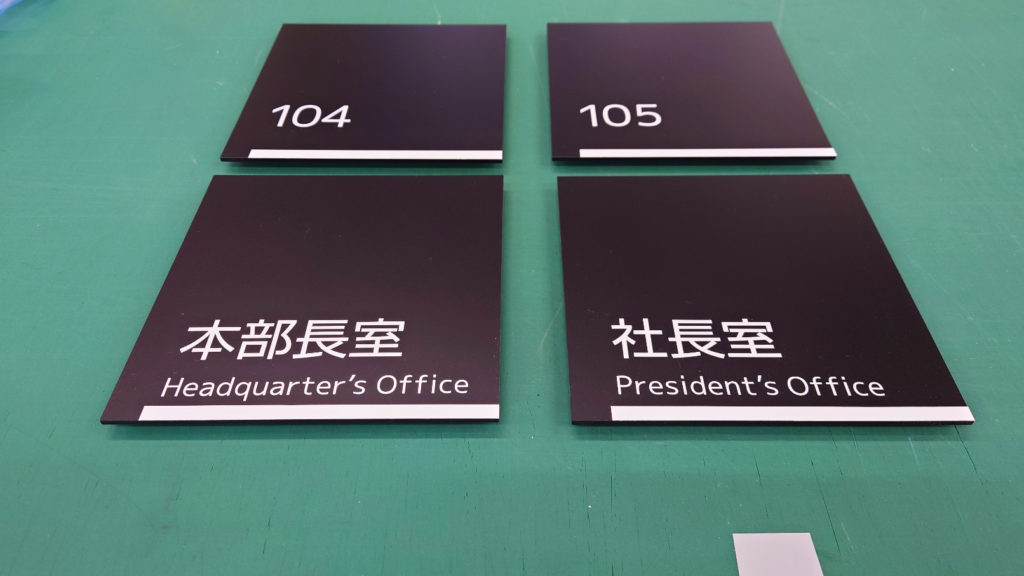 104
105
本部長室
Headquarter's Office
社長室
President's Office